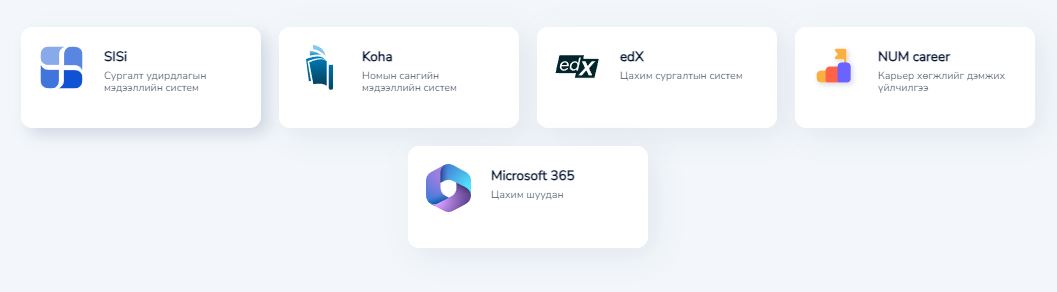 SISi
Сургалт удирдлагын
мэдээллийн систем
Koha
Номын сангийн
мэдээллийн систем
edX
edX
Цахим сургалтын систем
NUM career
Карьер хөгжлийг дэмжих
үйлчилгээ
Microsoft 365
Цахим шуудан